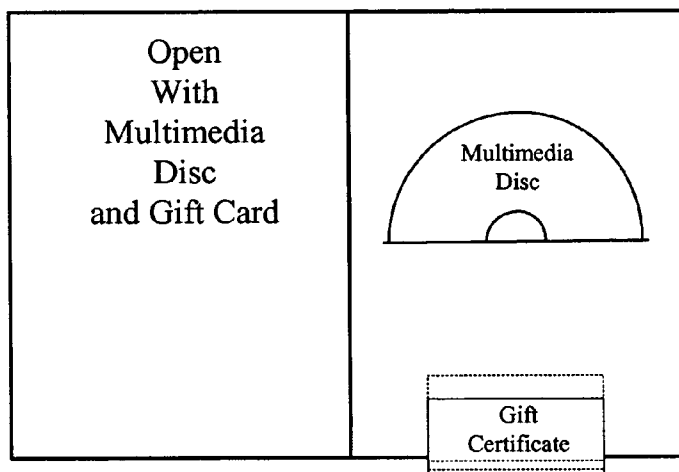 Open
With
Multimedia
Disc
and Gift Card
Multimedia
Disc
Gift
Certificate